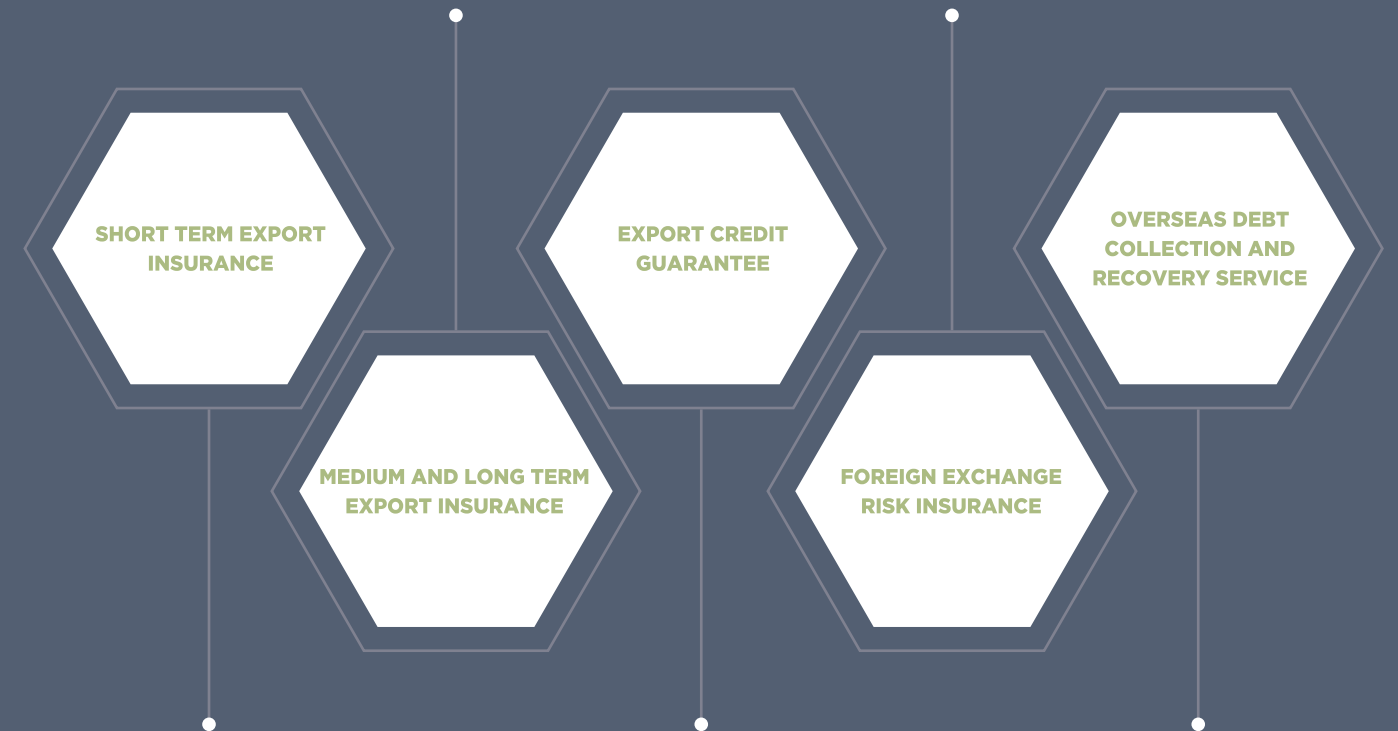 SHORT TERM EXPORT
INSURANCE
MEDIUM AND LONG TERM
EXPORT INSURANCE
EXPORT CREDIT
GUARANTEE
FOREIGN EXCHANGE
RISK INSURANCE
OVERSEAS DEBT
COLLECTION AND
RECOVERY SERVICE